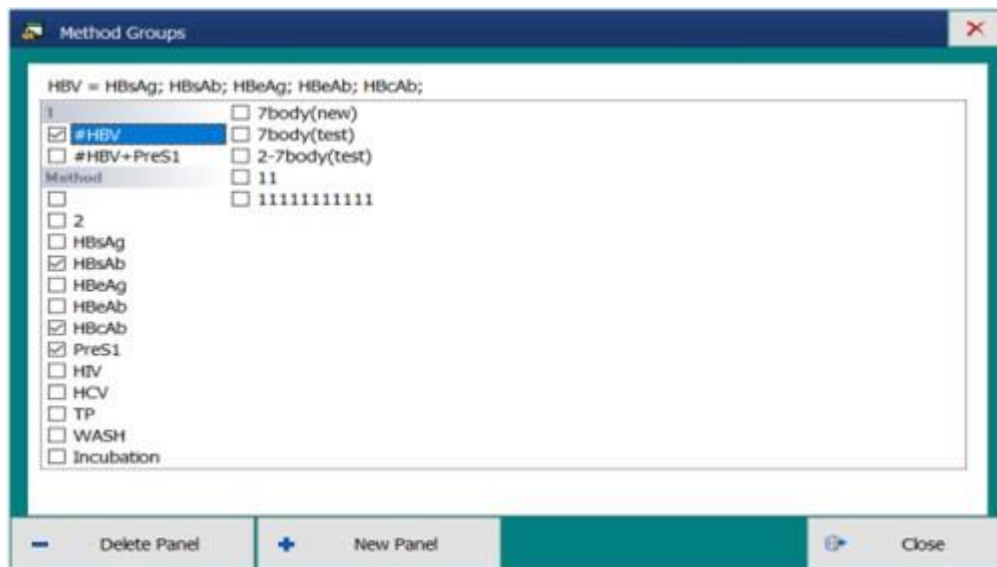 Method Groups
HBV = HBsAg; HBsAb; HBeAg; HBeAb; HBcAb;
1
#HBV
#HBV+PreS1
Method
2
HBsAg
HBsAb
HBeAg
HBeAb
HBcAb
PreS1
HIV
HCV
TP
WASH
Incubation
7body(new)
7body(test)
2-7body(test)
11
11111111111
Delete Panel
New Panel
Close